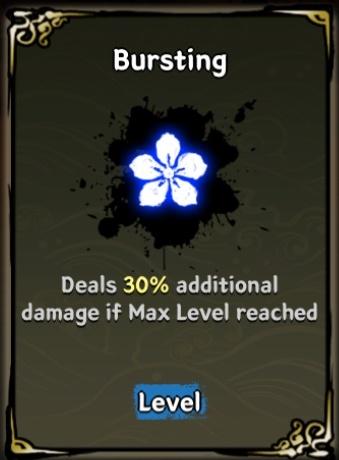 Bursting
Deals 30% additional
damage if Max Level reached
Level